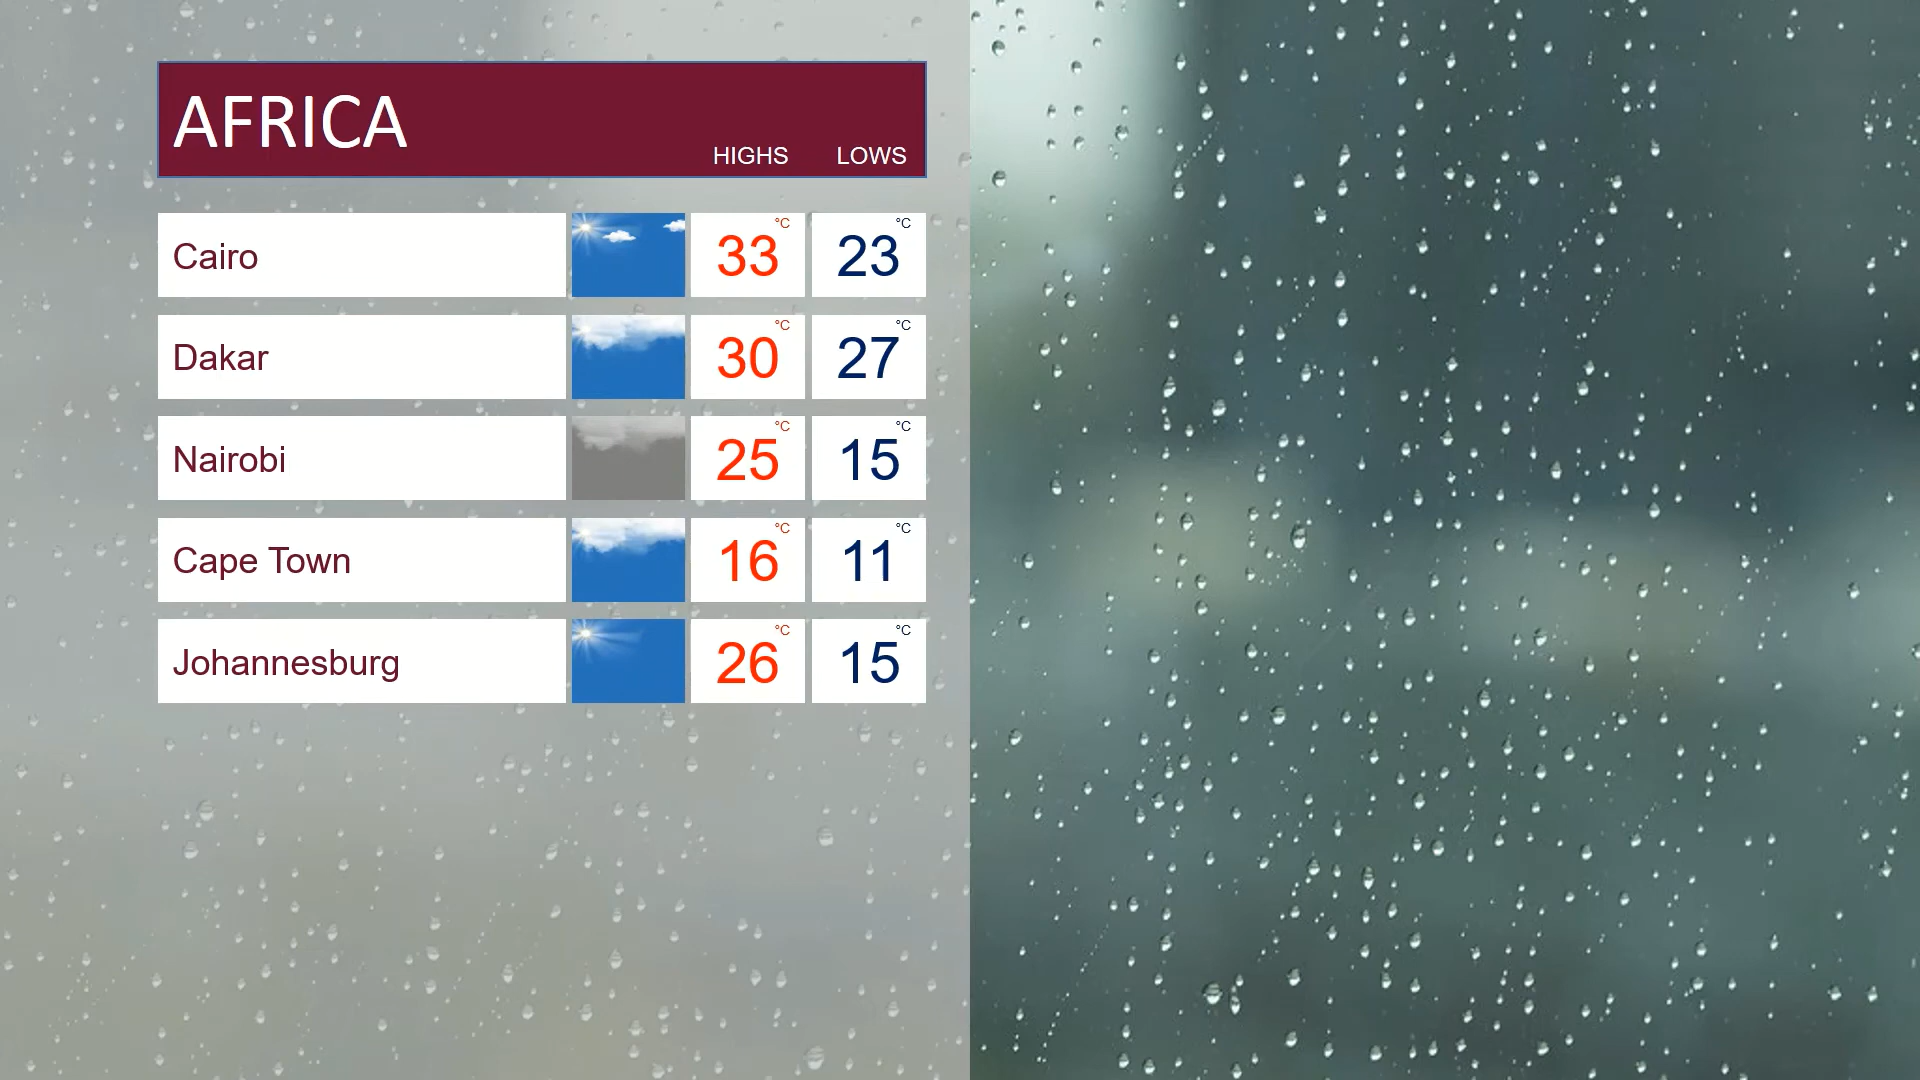 AFRICA
HIGHS LOWS
Cairo 33 °C 23 °C
Dakar 30 °C 27 °C
Nairobi 25 °C 15 °C
Cape Town 16 °C 11 °C
Johannesburg 26 °C 15 °C